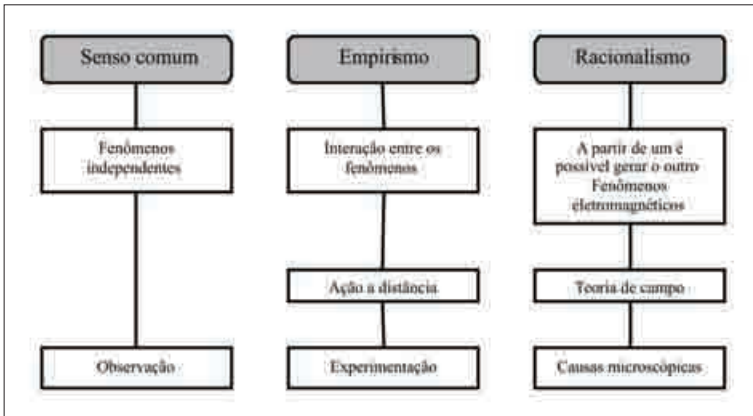 Senso comum
Fenômenos
independentes
Observação
Empirismo
Interação entre os
fenômenos
Ação a distância
Experimentação
Racionalismo
A partir de um é
possível gerar o outro
Fenômenos
eletromagnéticos
Teoria de campo
Causas microscópicas